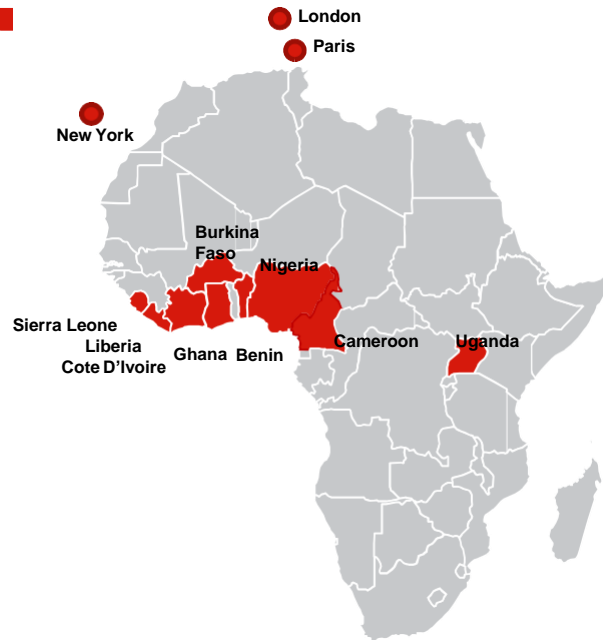 London
Paris
New York
Burkina
Faso
Nigeria
Sierra Leone
Liberia
Cote D’Ivoire
Ghana
Benin
Cameroon
Uganda